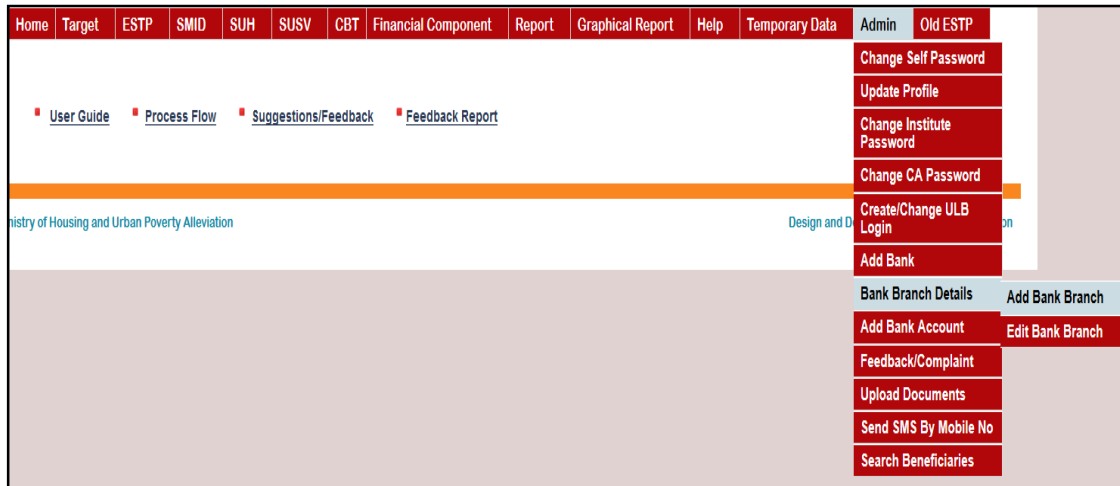 Home Target ESTP SMID SUH SUSV CBT Financial Component Report Graphical Report Help Temporary Data Admin Old ESTP
Change Self Password
Update Profile
User Guide Process Flow Suggestions/Feedback Feedback Report
Change Institute
Password
Change CA Password
Create/Change ULB
Login
nistry of Housing and Urban Poverty Alleviation Design and D on
Add Bank
Bank Branch Details Add Bank Branch
Add Bank Account Edit Bank Branch
Feedback/Complaint
Upload Documents
Send SMS By Mobile No
Search Beneficiaries